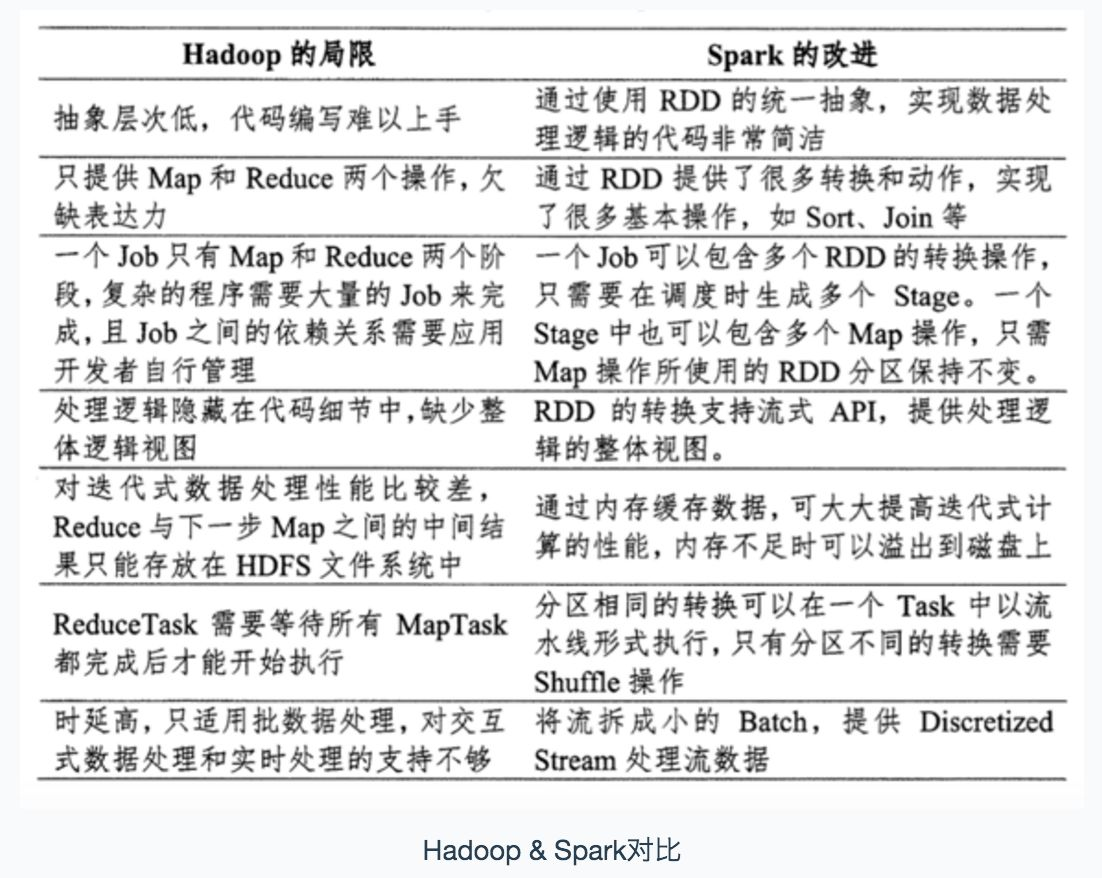 Hadoop 的局限
Spark 的改进
抽象层次低，代码编写难以上手
通过使用 RDD 的统一抽象，实现数据处
理逻辑的代码非常简洁
只提供 Map 和 Reduce 两个操作，欠
缺表达力
通过 RDD 提供了很多转换和动作，实现
了很多基本操作，如 Sort、Join 等
一个 Job 只有 Map 和 Reduce 两个阶
段，复杂的程序需要大量的 Job 来完
成，且 Job 之间的依赖关系需要应用
开发者自行管理
一个 Job 可以包含多个 RDD 的转换操作，
只需要在调度时生成多个 Stage。一个
Stage 中也可以包含多个 Map 操作，只需
Map 操作所使用的 RDD 分区保持不变。
处理逻辑隐藏在代码细节中，缺少整
体逻辑视图
RDD 的转换支持流式 API，提供处理逻
辑的整体视图。
对迭代式数据处理性能比较差，
Reduce 与下一步 Map 之间的中间结
果只能存放在 HDFS 文件系统中
通过内存缓存数据，可大大提高迭代式计
算的性能，内存不足时可以溢出到磁盘上
ReduceTask 需要等待所有 MapTask
都完成后才能开始执行
分区相同的转换可以在一个 Task 中以流
水线形式执行，只有分区不同的转换需要
Shuffle 操作
时延高，只适用批数据处理，对交互
式数据处理和实时处理的支持不够
将流拆成小的 Batch，提供 Discretized
Stream 处理流数据
Hadoop & Spark对比